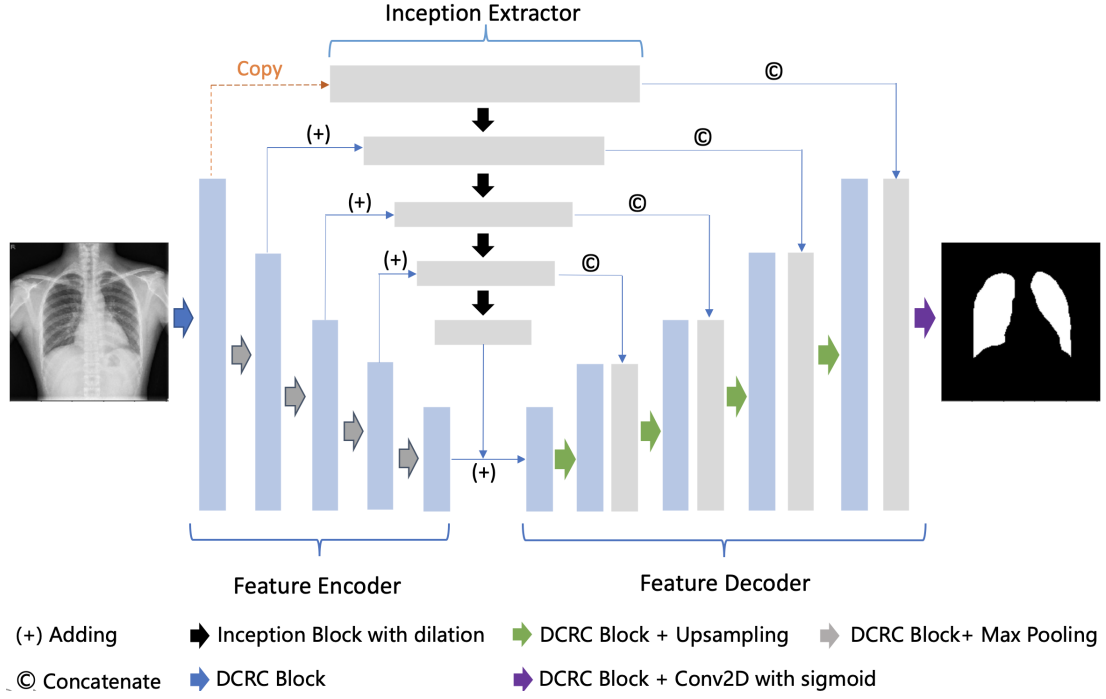 Inception Extractor
Copy
©
(+)
©
(+)
©
(+)
©
R
(+)
Feature Encoder
Feature Decoder
(+) Adding
Inception Block with dilation
DCRC Block + Upsampling
DCRC Block+ Max Pooling
© Concatenate
DCRC Block
DCRC Block + Conv2D with sigmoid